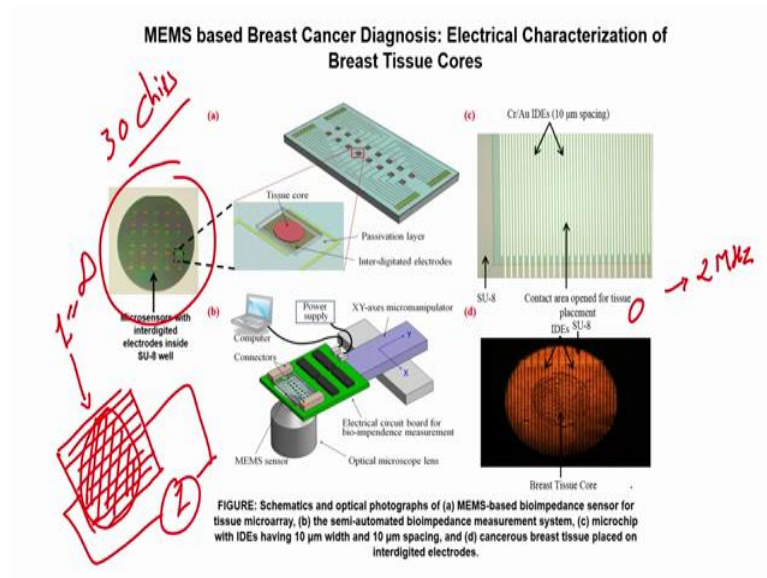 MEMS based Breast Cancer Diagnosis: Electrical Characterization of
Breast Tissue Cores
30 Chips
(a)
Tissue core
Passivation layer
Inter-digitated electrodes
(c)
Cr/Au IDEs (10 μm spacing)
SU-8
Contact area opened for tissue
placement
0 → 2 MHz
Microsensors with
interdigited
electrodes inside
SU-8 well
(b)
Computer
Power
supply
XY-axes micromanipulator
Y
X
Connectors
Electrical circuit board for
bio-impendence measurement
MEMS sensor
Optical microscope lens
(d)
IDEs
SU-8
Breast Tissue Core
FIGURE: Schematics and optical photographs of (a) MEMS-based bioimpedance sensor for
tissue microarray, (b) the semi-automated bioimpedance measurement system, (c) microchip
with IDEs having 10 μm width and 10 μm spacing, and (d) cancerous breast tissue placed on
interdigited electrodes.